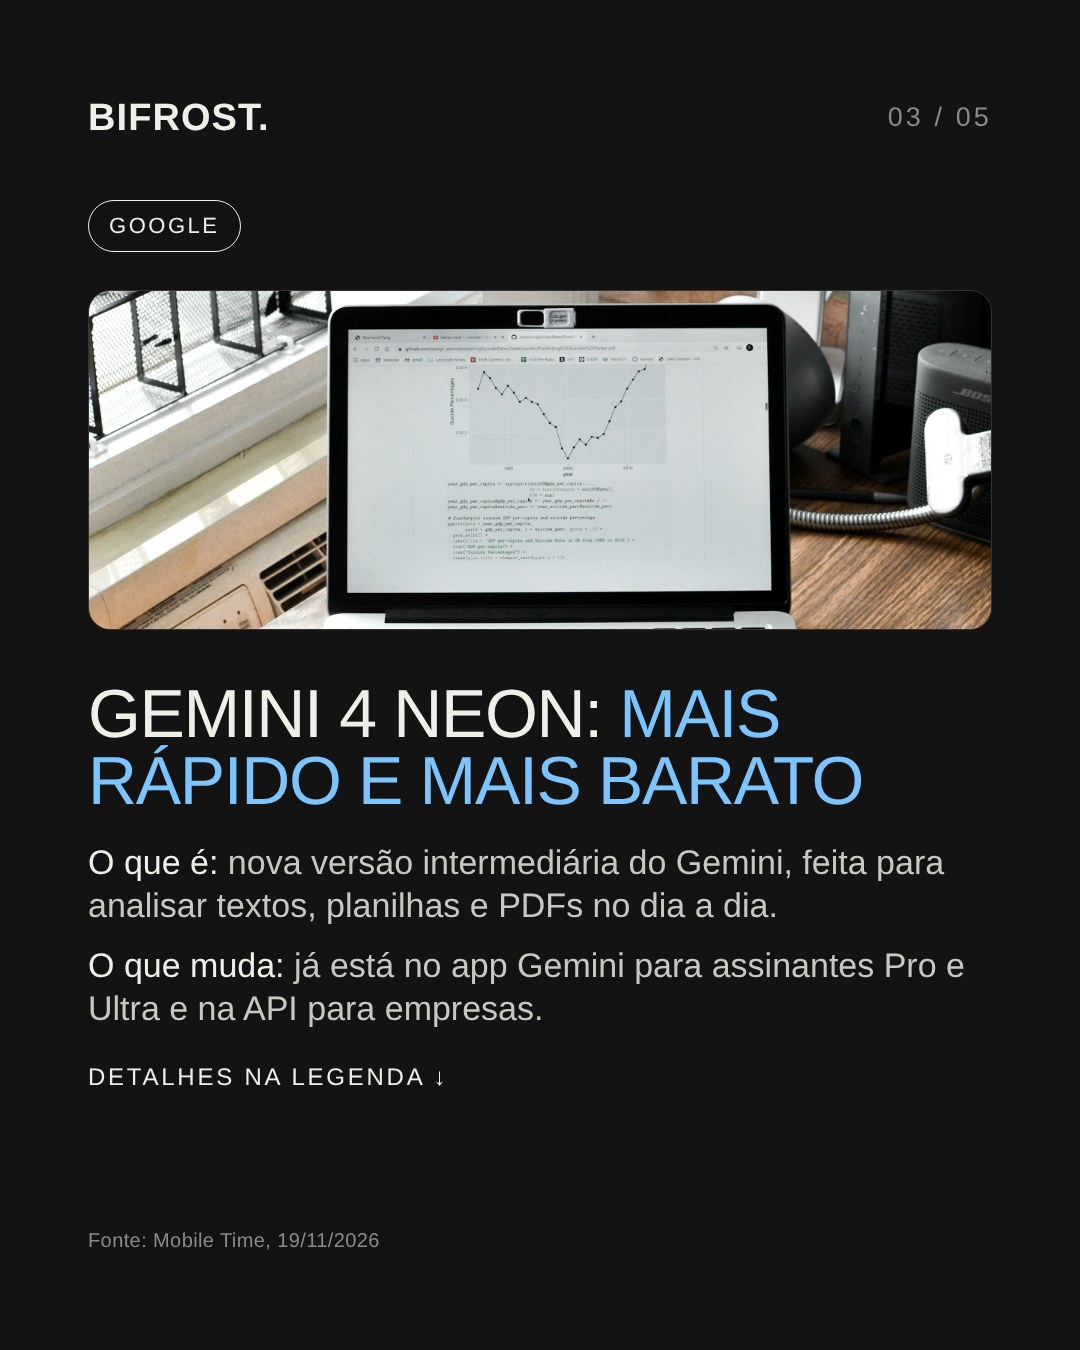 BIFROST.
03 / 05
GOOGLE
BOSE
year
GEMINI 4 NEON: MAIS
RÁPIDO E MAIS BARATO
O que é: nova versão intermediária do Gemini, feita para
analisar textos, planilhas e PDFs no dia a dia.
O que muda: já está no app Gemini para assinantes Pro e
Ultra e na API para empresas.
DETALHES NA LEGENDA ↓
Fonte: Mobile Time, 19/11/2026